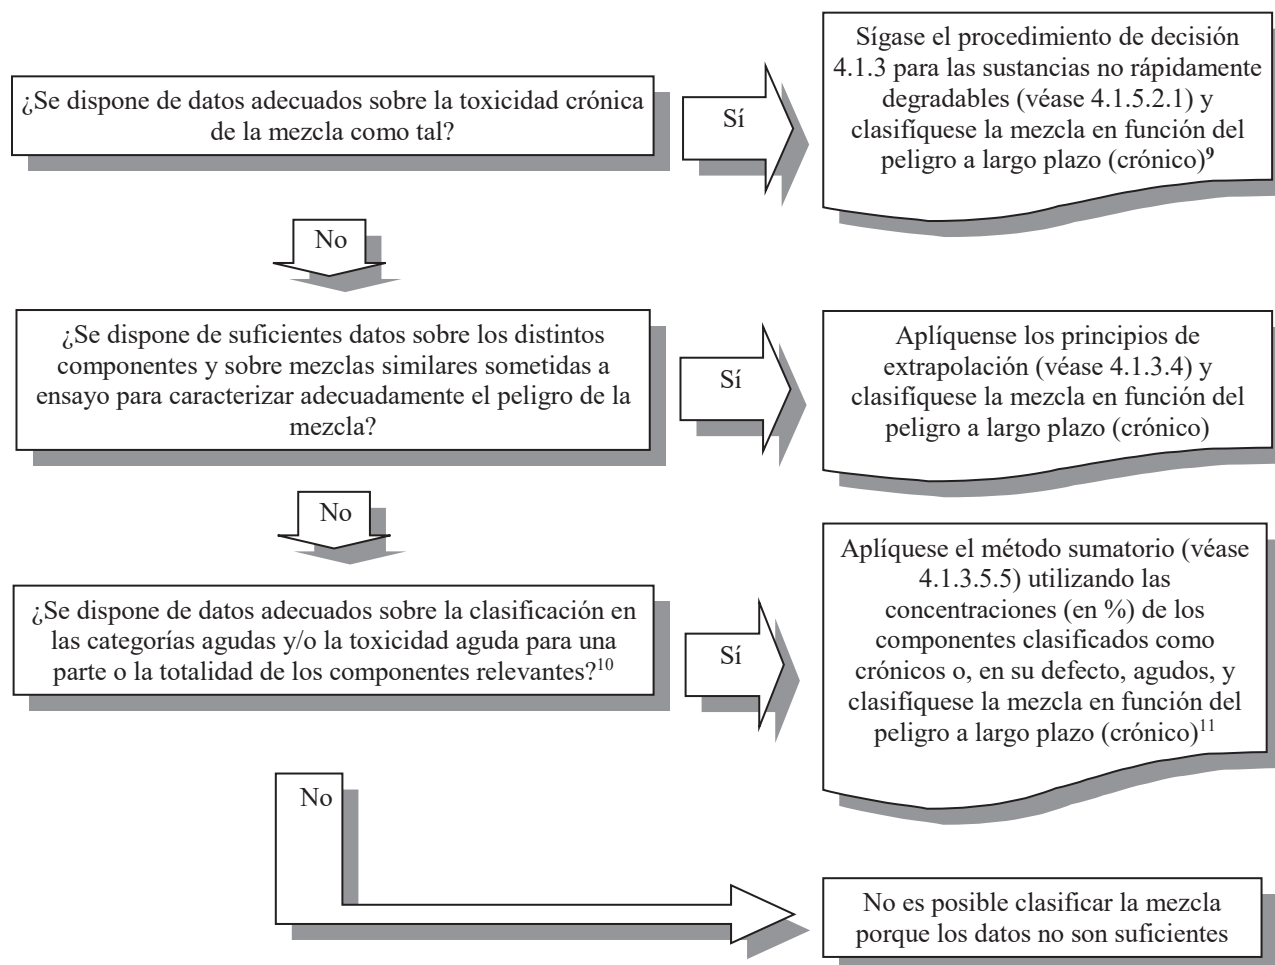 ¿Se dispone de datos adecuados sobre la toxicidad crónica
de la mezcla como tal?
Sí
Sígase el procedimiento de decisión
4.1.3 para las sustancias no rápidamente
degradables (véase 4.1.5.2.1) y
clasifíquese la mezcla en función del
peligro a largo plazo (crónico)9
No
¿Se dispone de suficientes datos sobre los distintos
componentes y sobre mezclas similares sometidas a
ensayo para caracterizar adecuadamente el peligro de la
mezcla?
Sí
Aplíquense los principios de
extrapolación (véase 4.1.3.4) y
clasifíquese la mezcla en función del
peligro a largo plazo (crónico)
No
¿Se dispone de datos adecuados sobre la clasificación en
las categorías agudas y/o la toxicidad aguda para una
parte o la totalidad de los componentes relevantes?10
Sí
Aplíquese el método sumatorio (véase
4.1.3.5.5) utilizando las
concentraciones (en %) de los
componentes clasificados como
crónicos o, en su defecto, agudos, y
clasifíquese la mezcla en función del
peligro a largo plazo (crónico)11
No
No es posible clasificar la mezcla
porque los datos no son suficientes